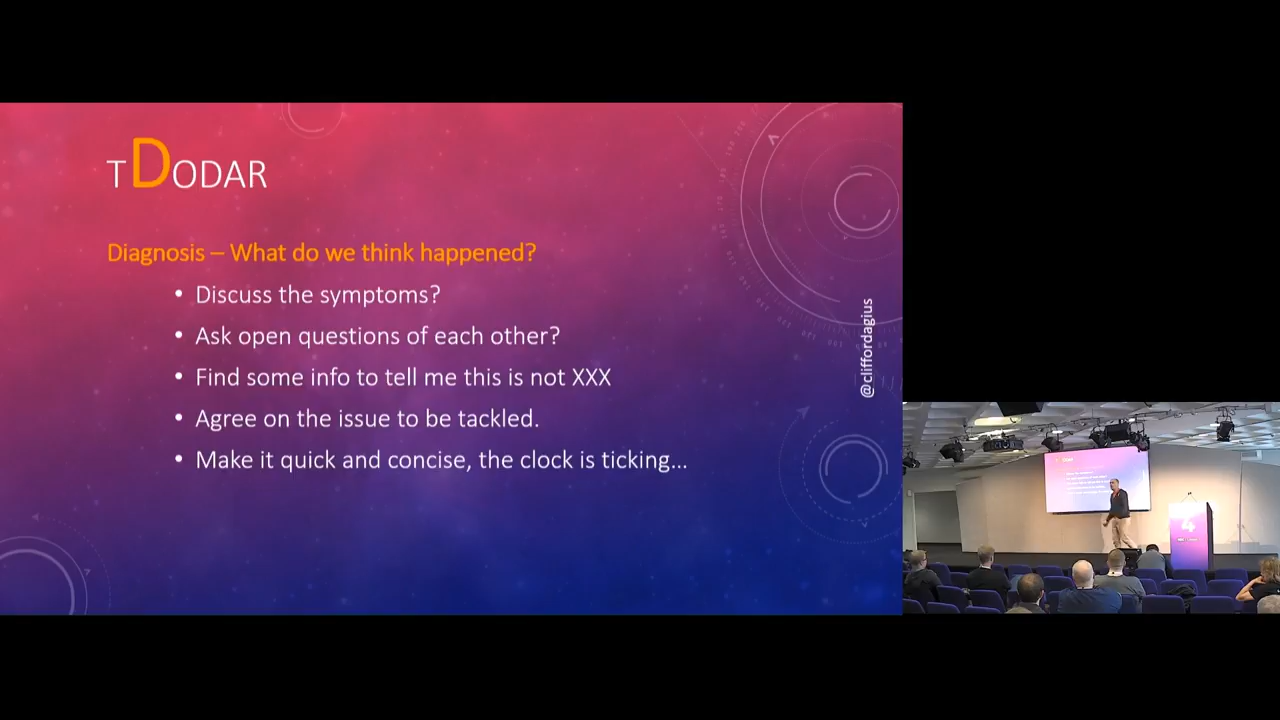 TDODAR
Diagnosis – What do we think happened?
• Discuss the symptoms?
• Ask open questions of each other?
• Find some info to tell me this is not XXX
• Agree on the issue to be tackled.
• Make it quick and concise, the clock is ticking...
@cliffordagius
4